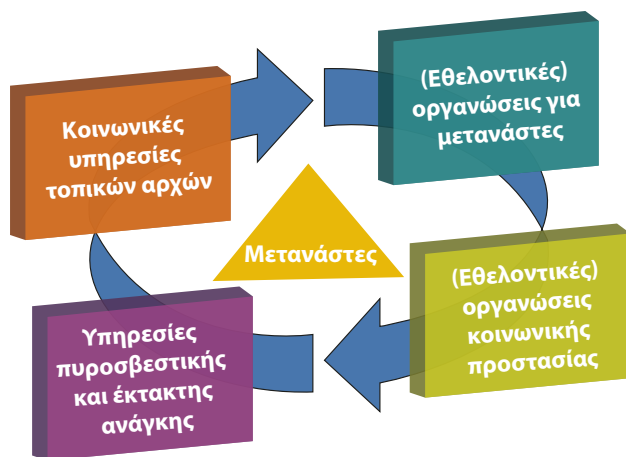 Κοινωνικές
υπηρεσίες
τοπικών αρχών
(Εθελοντικές)
οργανώσεις για
μετανάστες
Μετανάστες
(Εθελοντικές)
οργανώσεις
κοινωνικής
προστασίας
Υπηρεσίες
πυροσβεστικής
και έκτακτης
ανάγκης